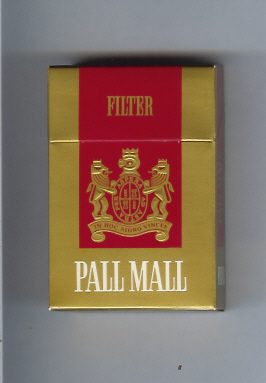 FILTER
IN HOC SIGNO VINCES
PALL MALL